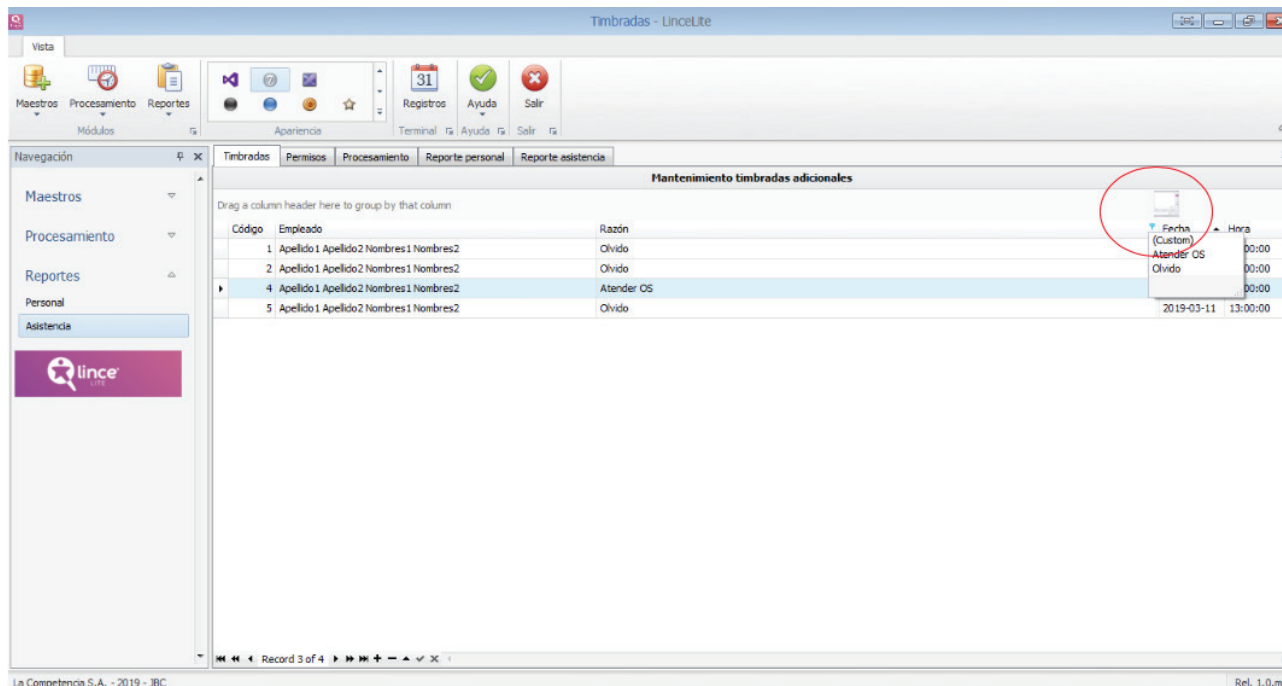 Timbradas - LinceLite
Vista
Maestros Procesamiento Reportes
Registros Ayuda Salir
Módulos Apariencia Terminal Ayuda Salir
31
Navegación
Timbradas Permisos Procesamiento Reporte personal Reporte asistencia
Mantenimiento timbradas adicionales
Maestros
Procesamiento
Reportes
Personal
Asistencia
lince
LITE
Drag a column header here to group by that column
Código Empleado Razón Fecha Hora
1 Apellido1 Apellido2 Nombres1 Nombres2 Olvido 00:00
2 Apellido1 Apellido2 Nombres1 Nombres2 Olvido 00:00
4 Apellido1 Apellido2 Nombres1 Nombres2 Atender OS 00:00
5 Apellido1 Apellido2 Nombres1 Nombres2 Olvido 2019-03-11 13:00:00
(Custom)
Atender OS
Olvido
Record 3 of 4
La Competencia S.A. - 2019 - JBC
Rel. 1.0.